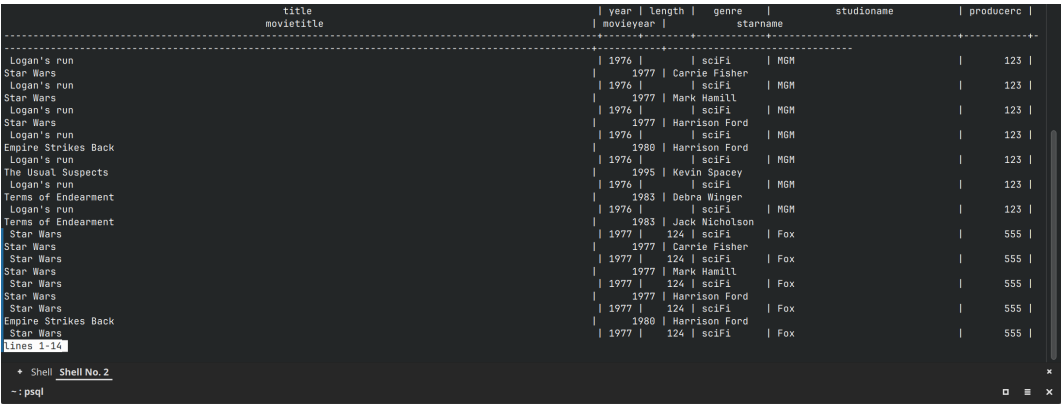 title | year | length | genre | studioname | producerc |
movietitle | movieyear | starname
----------------------------------------------------------------------------------------------------------------------+------+--------+------------+--------------------------------------+----------+-
----------------------------------------------------------------------------------------------------------------------+-----------+--------------------------------
Logan's run | 1976 | | sciFi | MGM | 123 |
Star Wars | 1977 | Carrie Fisher
Logan's run | 1976 | | sciFi | MGM | 123 |
Star Wars | 1977 | Mark Hamill
Logan's run | 1976 | | sciFi | MGM | 123 |
Star Wars | 1977 | Harrison Ford
Logan's run | 1976 | | sciFi | MGM | 123 |
Empire Strikes Back | 1980 | Harrison Ford
Logan's run | 1976 | | sciFi | MGM | 123 |
The Usual Suspects | 1995 | Kevin Spacey
Logan's run | 1976 | | sciFi | MGM | 123 |
Terms of Endearment | 1983 | Debra Winger
Logan's run | 1976 | | sciFi | MGM | 123 |
Terms of Endearment | 1983 | Jack Nicholson
Star Wars | 1977 | 124 | sciFi | Fox | 555 |
Star Wars | 1977 | Carrie Fisher
Star Wars | 1977 | 124 | sciFi | Fox | 555 |
Star Wars | 1977 | Mark Hamill
Star Wars | 1977 | 124 | sciFi | Fox | 555 |
Star Wars | 1977 | Harrison Ford
Star Wars | 1977 | 124 | sciFi | Fox | 555 |
Empire Strikes Back | 1980 | Harrison Ford
Star Wars | 1977 | 124 | sciFi | Fox | 555 |
lines 1-14
+ Shell Shell No. 2
~ : psql